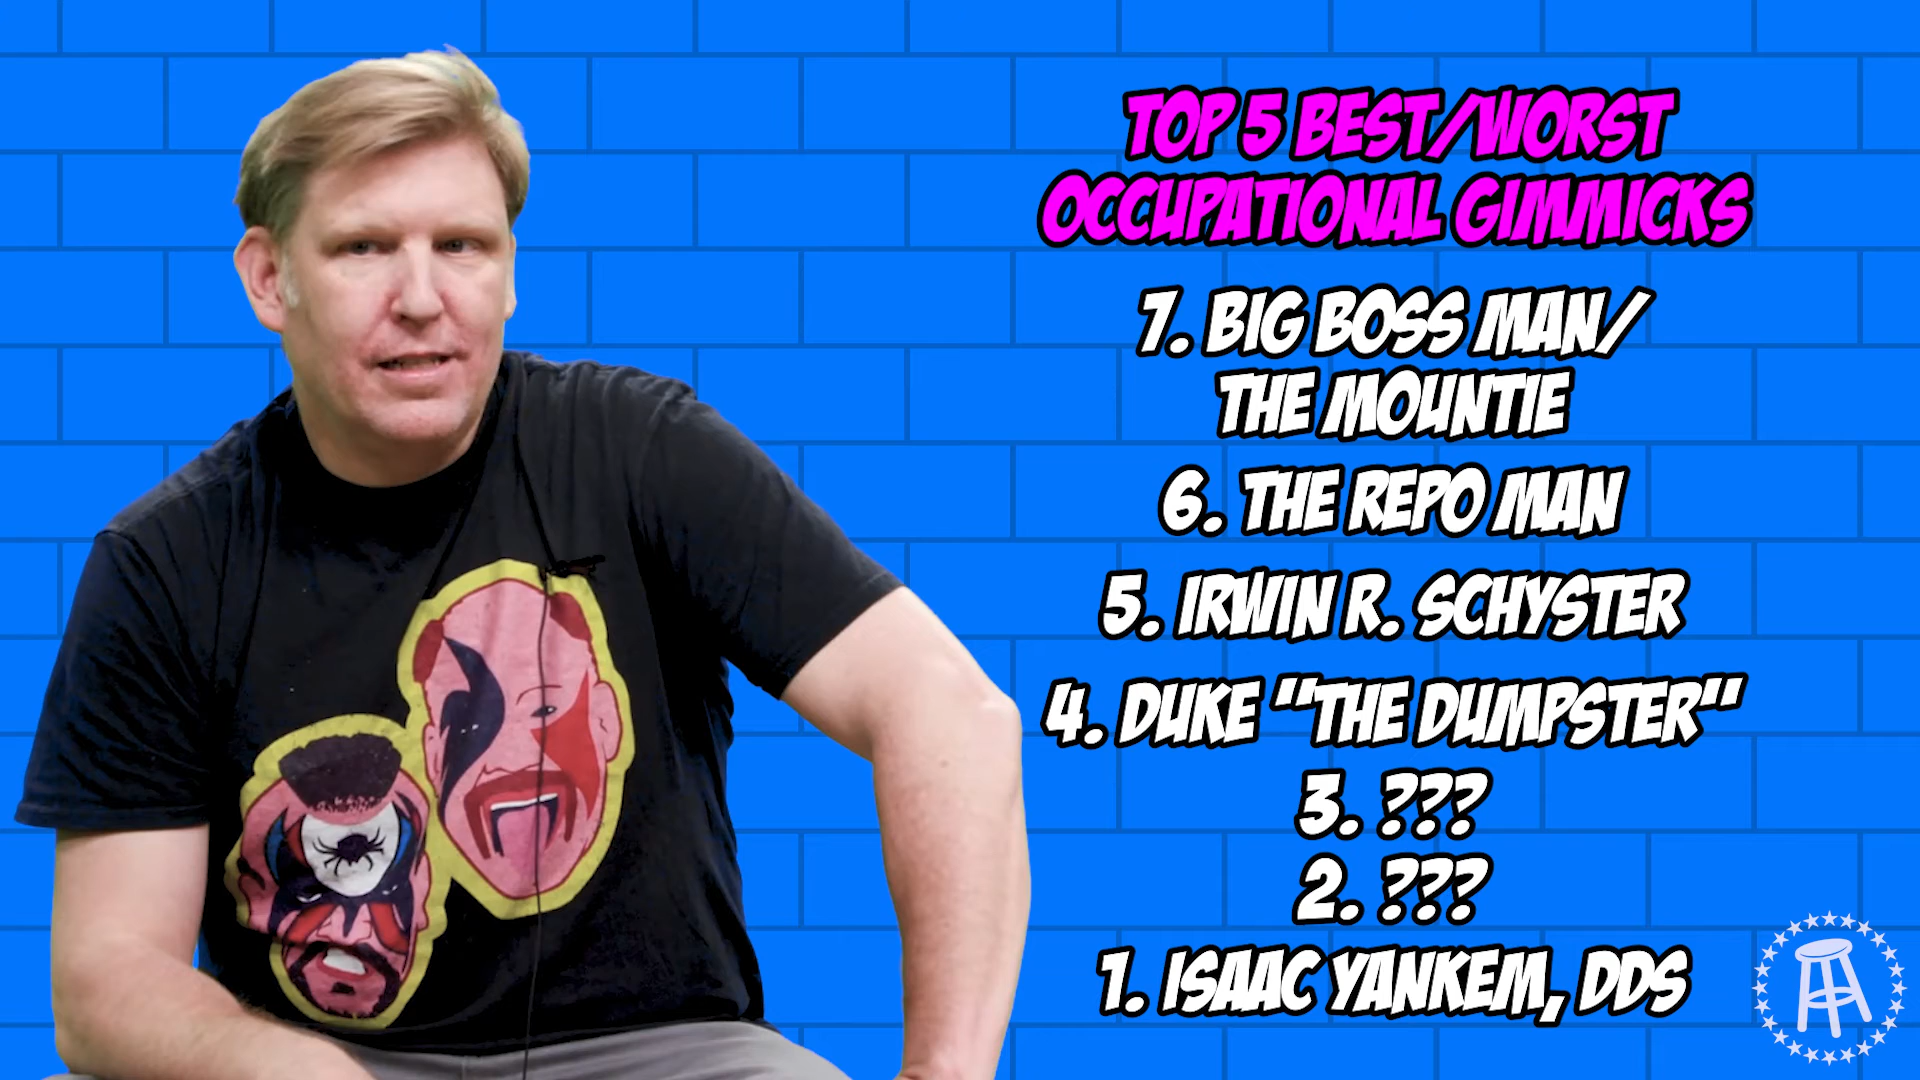 TOP 5 BEST/WORST
OCCUPATIONAL GIMMICKS
7. BIG BOSS MAN/
THE MOUNTIE
6. THE REPO MAN
5. IRWIN R. SCHYSTER
4. DUKE "THE DUMPSTER"
3. ???
2. ???
1. ISAAC YANKEM, DDS